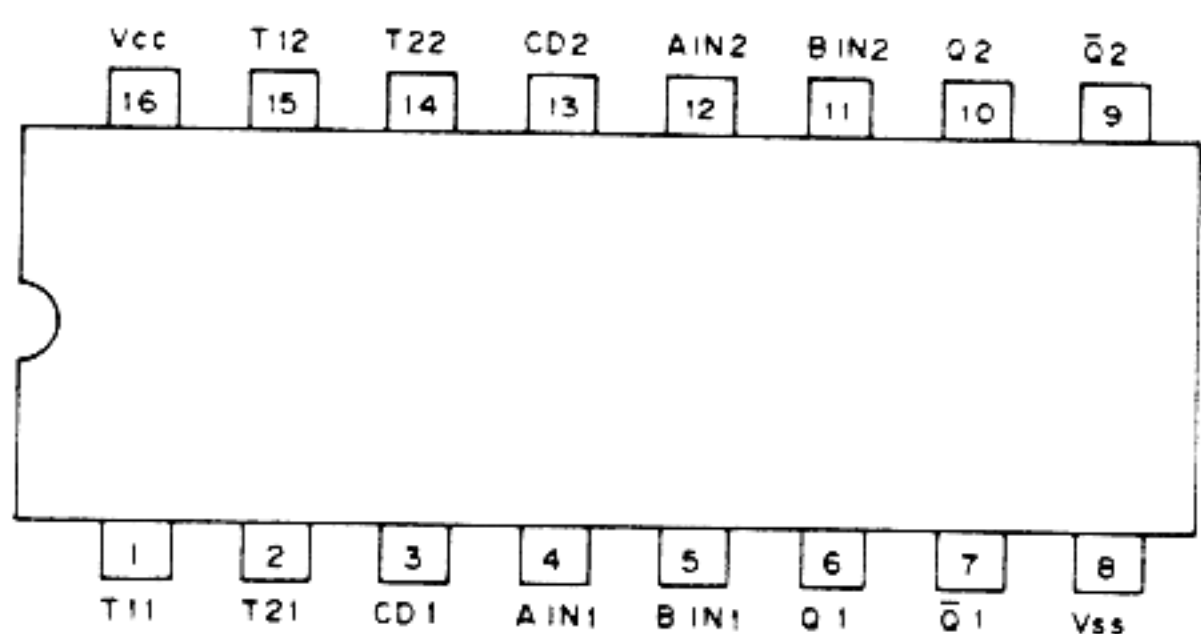 Vcc T12 T22 CD2 AIN2 BIN2 Q2 Q̅2
16 15 14 13 12 11 10 9
1 2 3 4 5 6 7 8
T11 T21 CD1 AIN1 BIN1 Q1 Q̅1 Vss